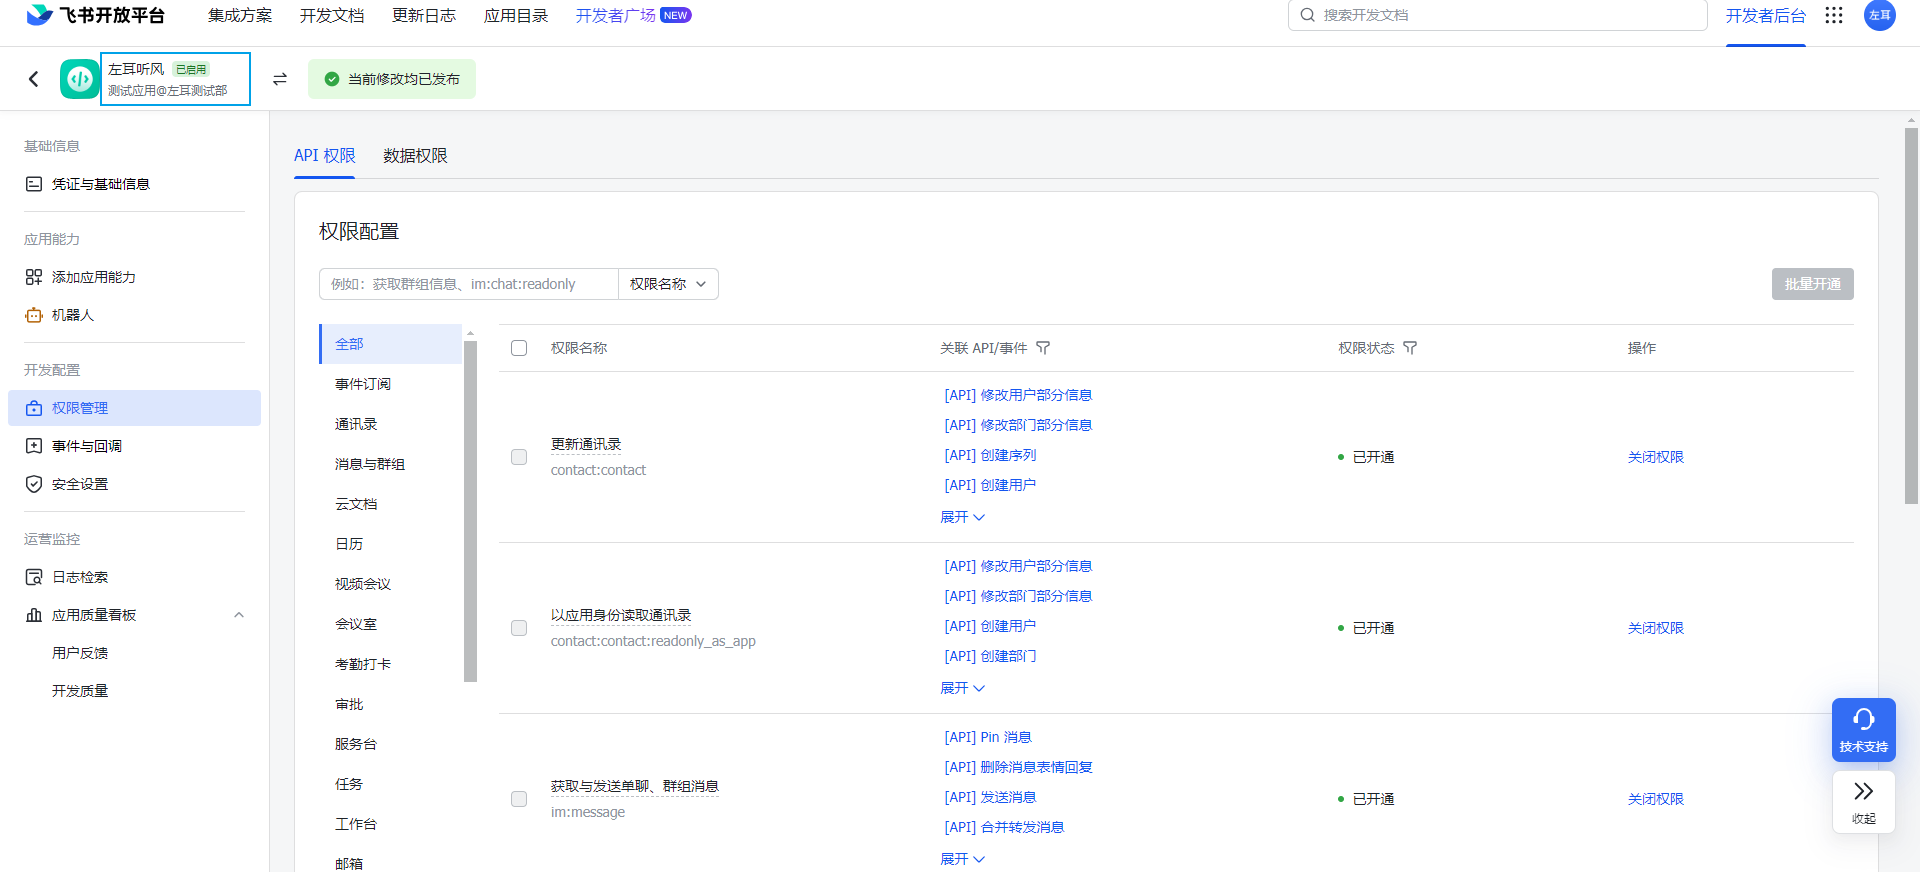 飞书开放平台 集成方案 开发文档 更新日志 应用目录 开发者广场 NEW 搜索开发文档 开发者后台 左耳
左耳听风 已启用
测试应用@左耳测试部
当前修改均已发布
基础信息
凭证与基础信息
应用能力
添加应用能力
机器人
开发配置
权限管理
事件与回调
安全设置
运营监控
日志检索
应用质量看板
用户反馈
开发质量
API 权限 数据权限
权限配置
例如：获取群组信息、im:chat:readonly 权限名称 批量开通
全部
事件订阅
通讯录
消息与群组
云文档
日历
视频会议
会议室
考勤打卡
审批
服务台
任务
工作台
邮箱
权限名称 关联 API/事件 权限状态 操作
更新通讯录
contact:contact
[API] 修改用户部分信息
[API] 修改部门部分信息
[API] 创建序列
[API] 创建用户
展开
已开通 关闭权限
以应用身份读取通讯录
contact:contact:readonly_as_app
[API] 修改用户部分信息
[API] 修改部门部分信息
[API] 创建用户
[API] 创建部门
展开
已开通 关闭权限
获取与发送单聊、群组消息
im:message
[API] Pin 消息
[API] 删除消息表情回复
[API] 发送消息
[API] 合并转发消息
展开
已开通 关闭权限
技术支持
收起